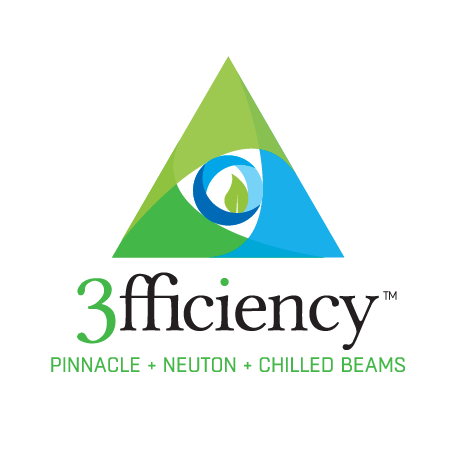 3fficiency™
PINNACLE + NEUTON + CHILLED BEAMS